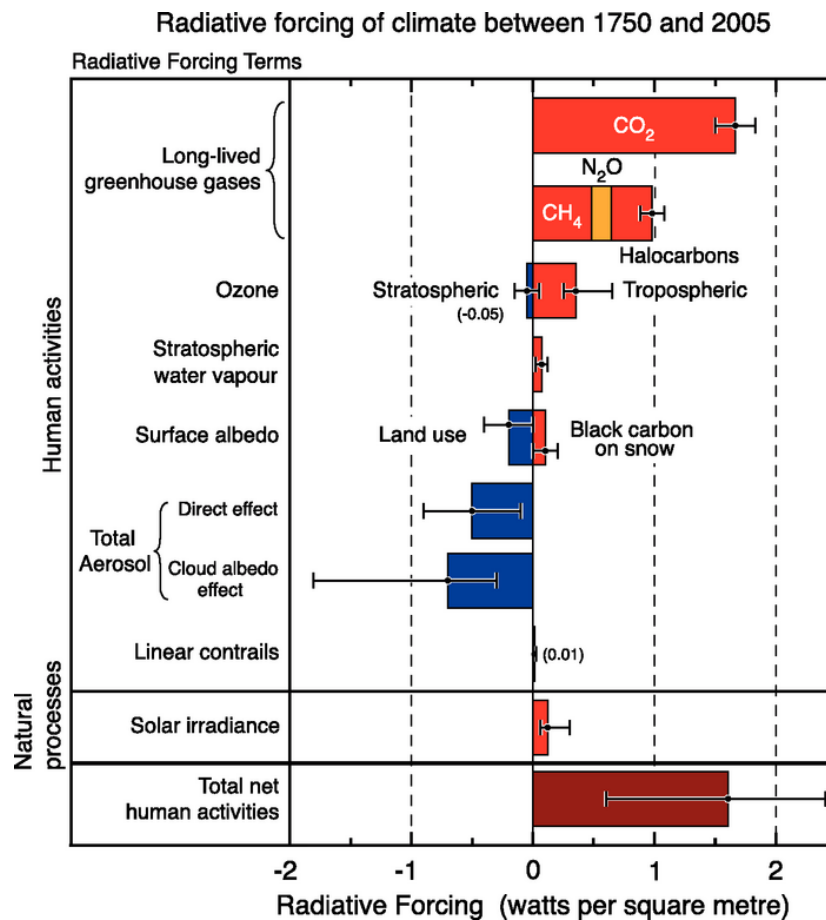 Radiative forcing of climate between 1750 and 2005
Radiative Forcing Terms
Human activities
Long-lived
greenhouse gases
CO₂
N₂O
CH₄
Halocarbons
Ozone
Stratospheric
(-0.05)
Tropospheric
Stratospheric
water vapour
Surface albedo
Land use
Black carbon
on snow
Total
Aerosol
Direct effect
Cloud albedo
effect
Linear contrails
(0.01)
Natural
processes
Solar irradiance
Total net
human activities
-2 -1 0 1 2
Radiative Forcing (watts per square metre)